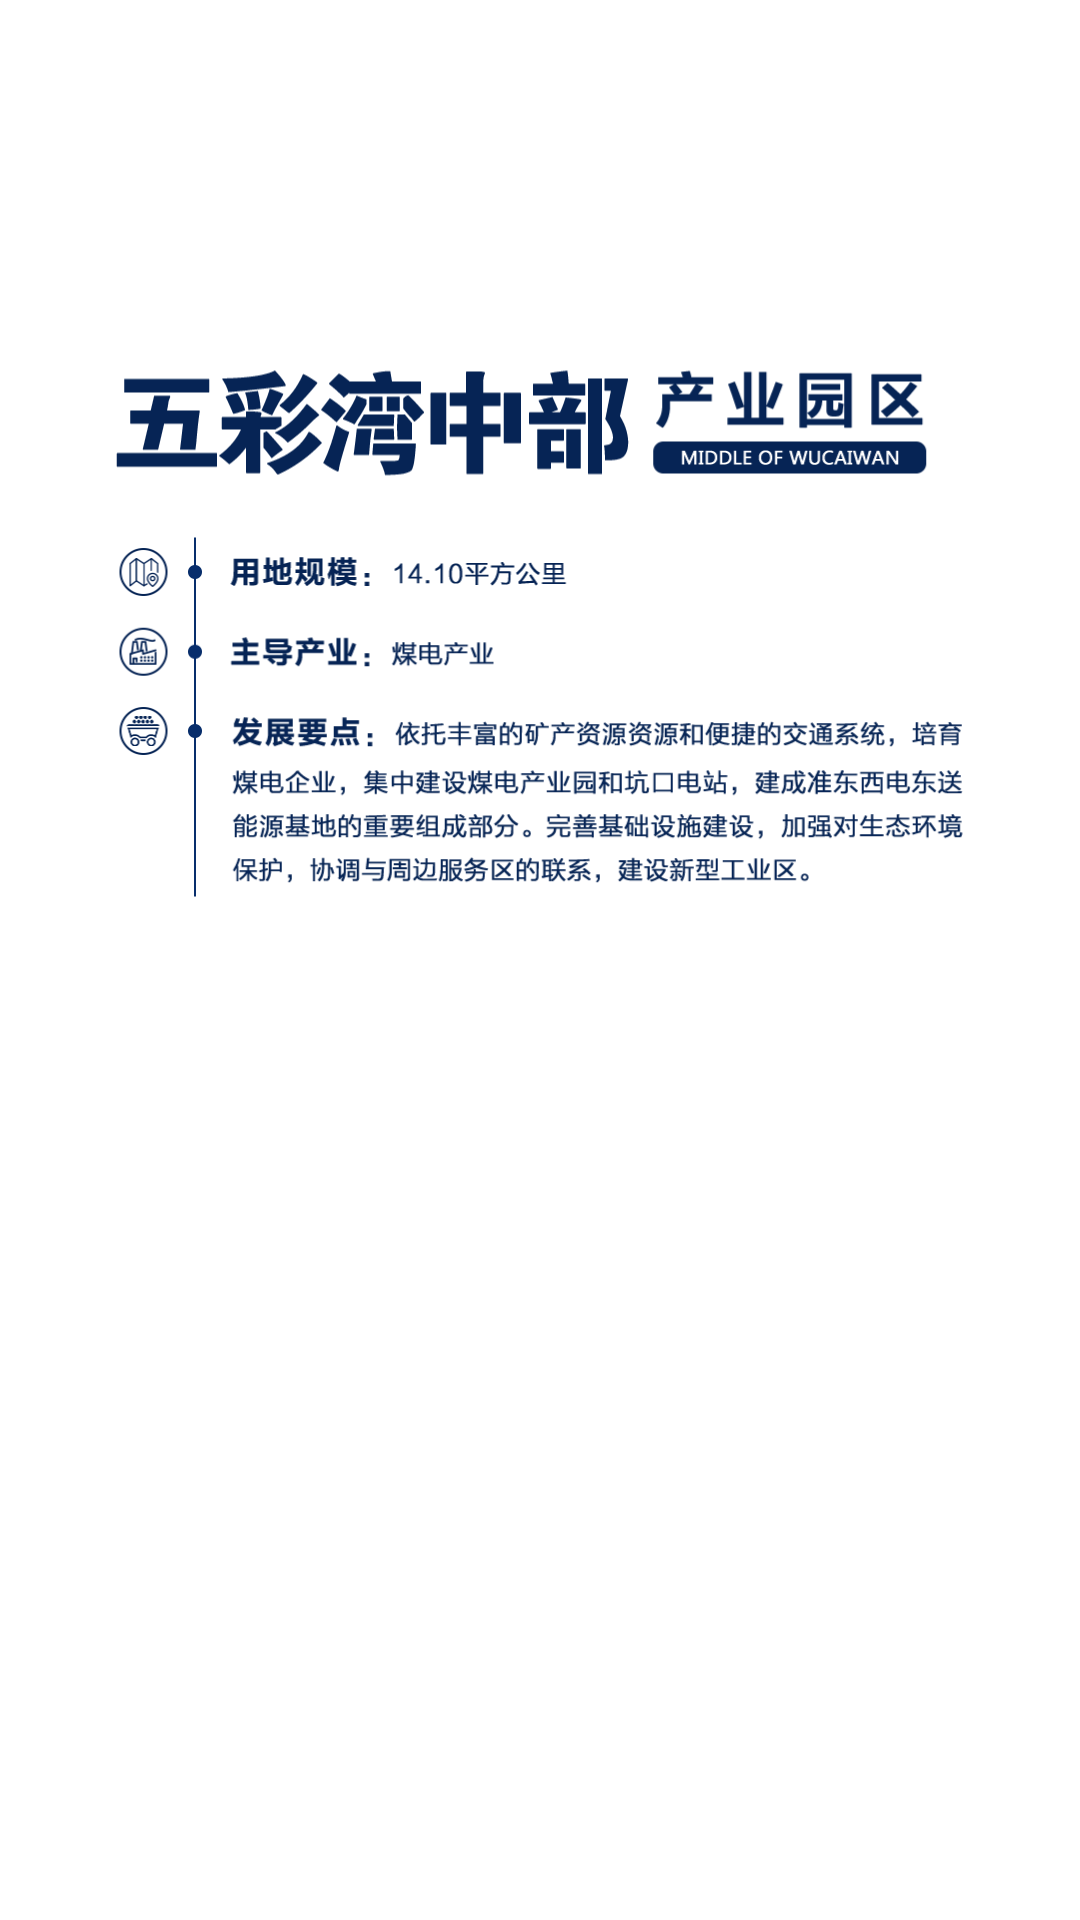 五彩湾中部 产业园区
MIDDLE OF WUCAIWAN
用地规模：14.10平方公里
主导产业：煤电产业
发展要点：依托丰富的矿产资源资源和便捷的交通系统，培育
煤电企业，集中建设煤电产业园和坑口电站，建成准东西电东送
能源基地的重要组成部分。完善基础设施建设，加强对生态环境
保护，协调与周边服务区的联系，建设新型工业区。